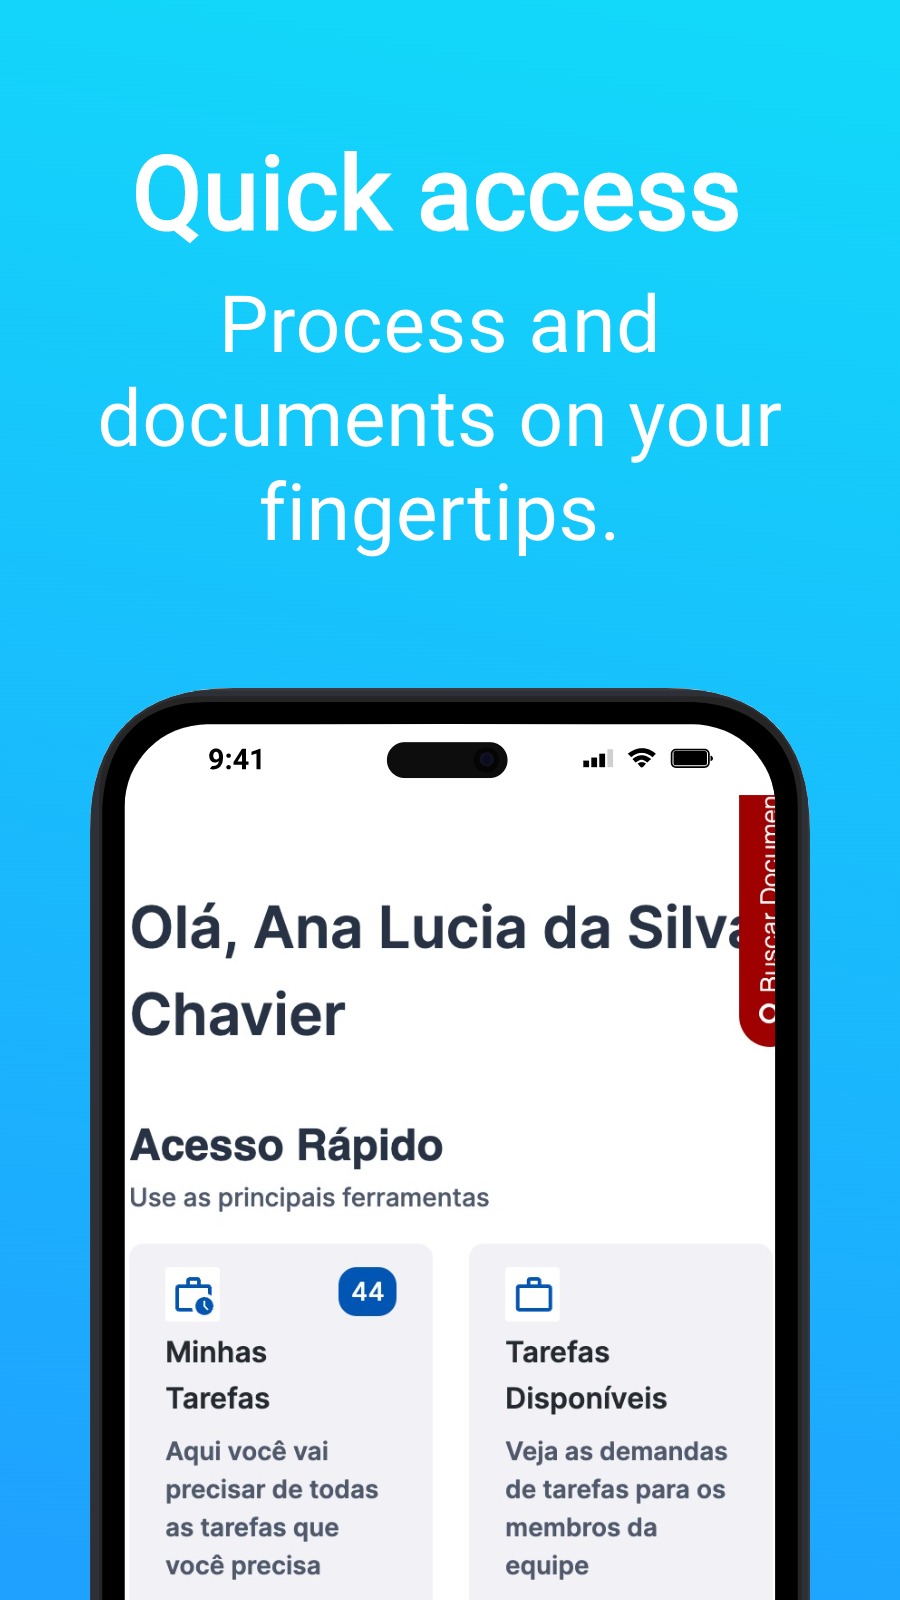 Quick access
Process and
documents on your
fingertips.
9:41
Buscar Documen
Olá, Ana Lucia da Silva
Chavier
Acesso Rápido
Use as principais ferramentas
44
Minhas
Tarefas
Aqui você vai
precisar de todas
as tarefas que
você precisa
Tarefas
Disponíveis
Veja as demandas
de tarefas para os
membros da
equipe